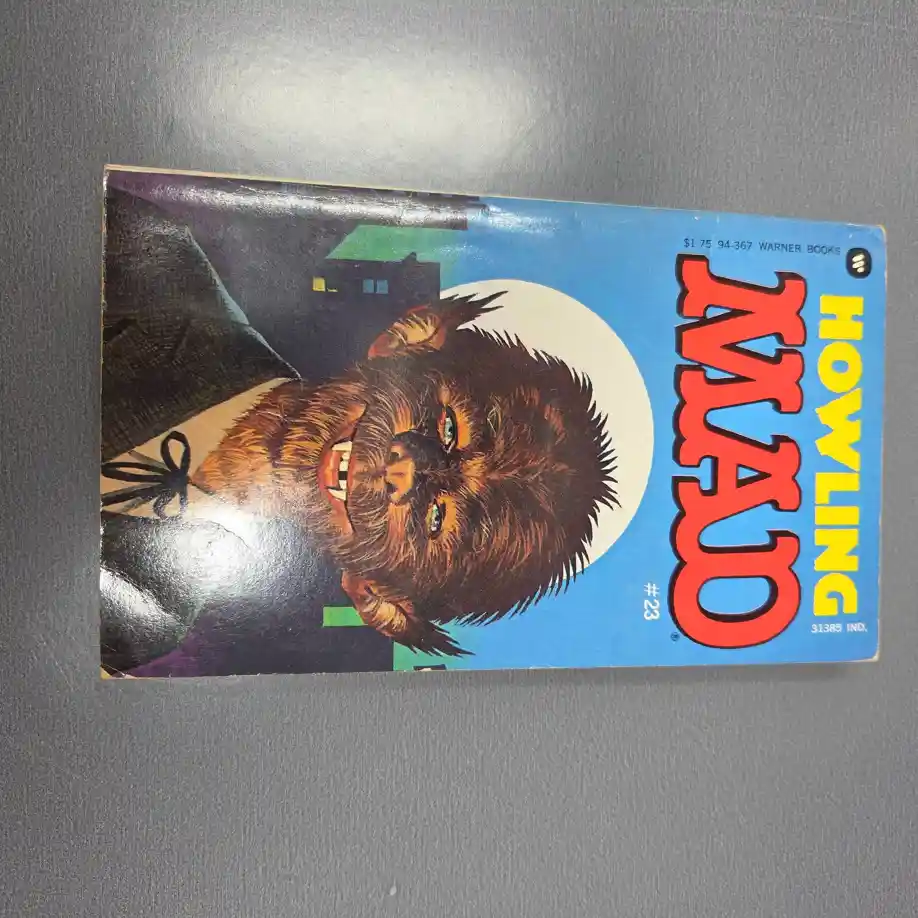 $1 75 94-367 WARNER BOOKS
W
HOWLING
31385 IND.
MAD®
#23